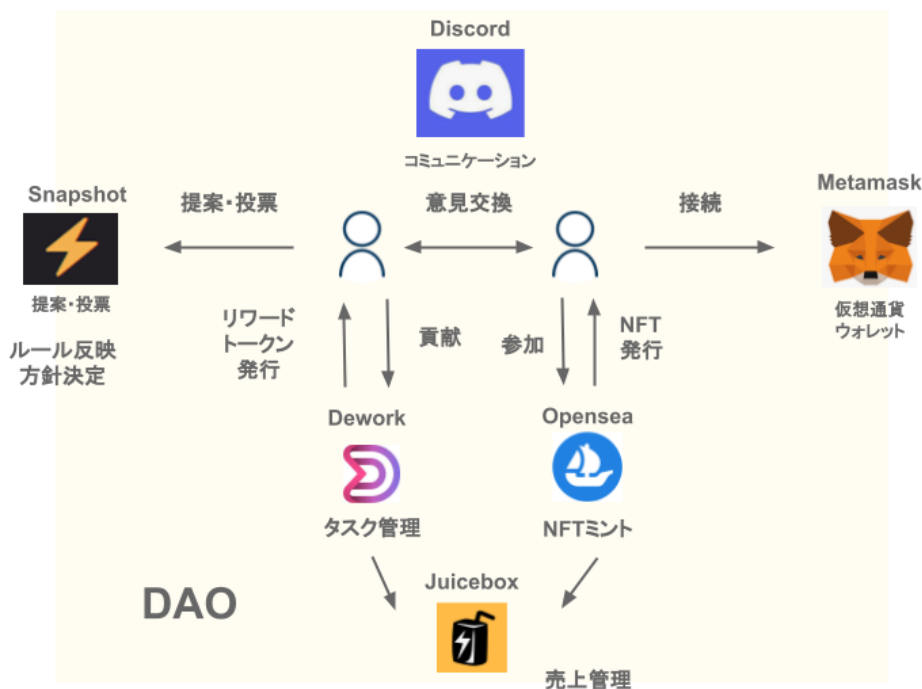 Discord
コミュニケーション
Snapshot
提案・投票
意見交換
接続
Metamask
提案・投票
ルール反映
方針決定
仮想通貨
ウォレット
リワード
トークン
発行
貢献
参加
NFT
発行
Dework
タスク管理
Opensea
NFTミント
DAO
Juicebox
売上管理